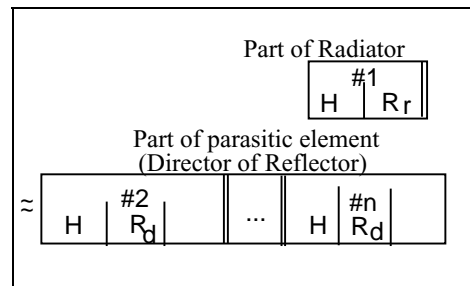 Part of Radiator
#1
H Rr
Part of parasitic element
(Director of Reflector)
≈ #2 ... #n
H Rd H Rd